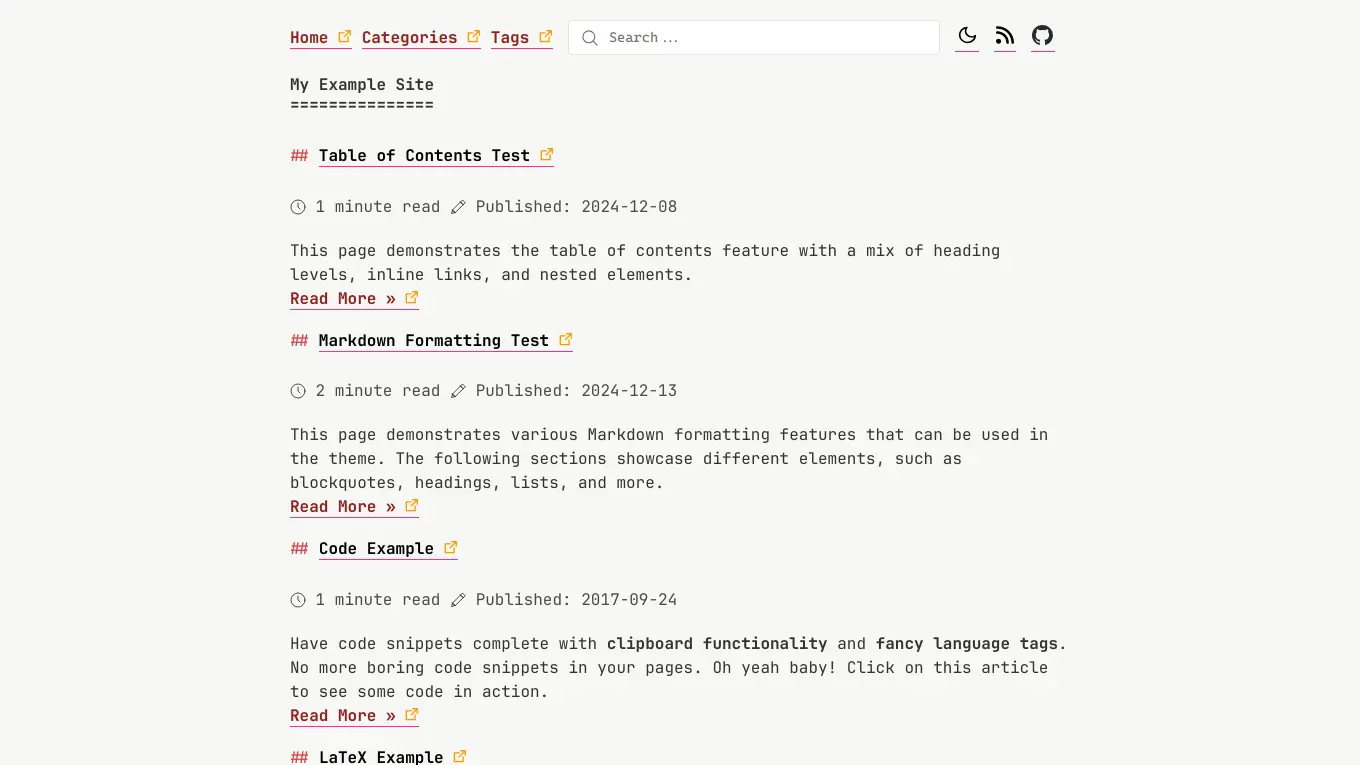 Home Categories Tags Search ...
My Example Site
===============
## Table of Contents Test
1 minute read Published: 2024-12-08
This page demonstrates the table of contents feature with a mix of heading
levels, inline links, and nested elements.
Read More »
## Markdown Formatting Test
2 minute read Published: 2024-12-13
This page demonstrates various Markdown formatting features that can be used in
the theme. The following sections showcase different elements, such as
blockquotes, headings, lists, and more.
Read More »
## Code Example
1 minute read Published: 2017-09-24
Have code snippets complete with clipboard functionality and fancy language tags.
No more boring code snippets in your pages. Oh yeah baby! Click on this article
to see some code in action.
Read More »
## LaTeX Example